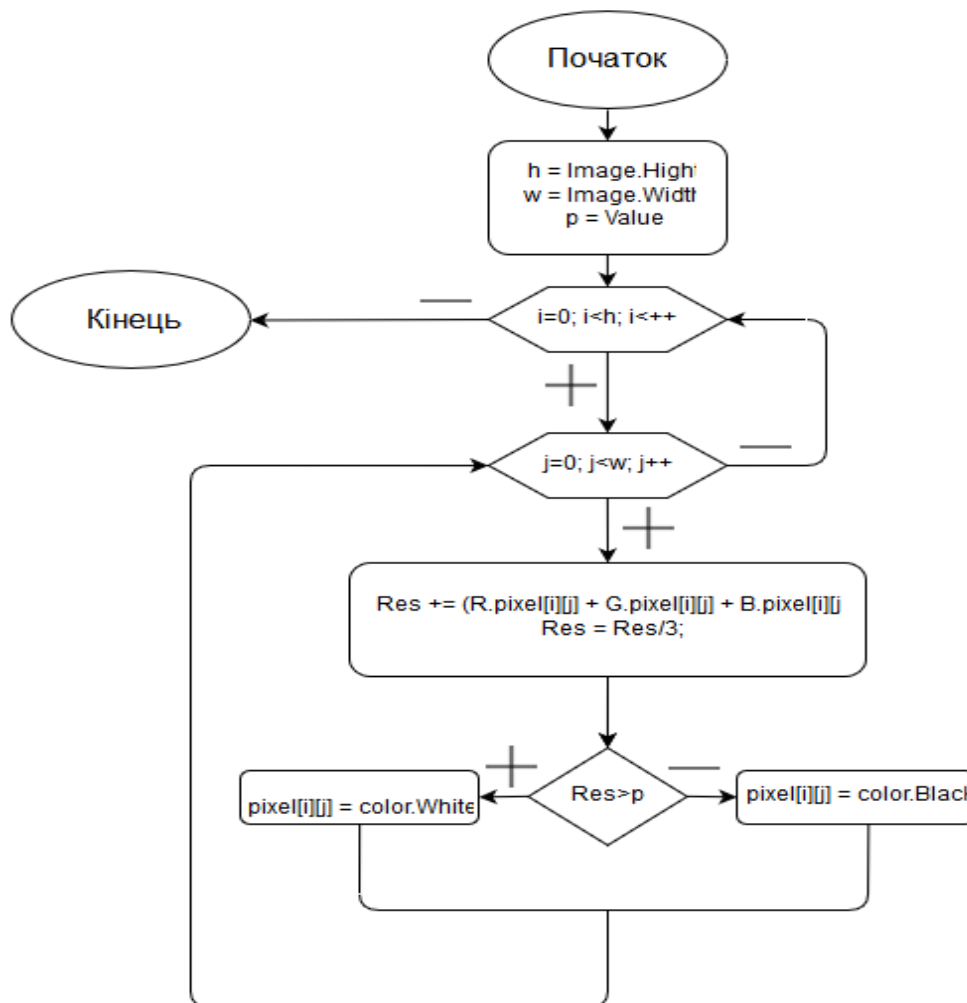 Початок
h = Image.Hight
w = Image.Width
p = Value
Кінець
i=0; i<h; i<++
j=0; j<w; j++
Res += (R.pixel[i][j] + G.pixel[i][j] + B.pixel[i][j
Res = Res/3;
Res>p
pixel[i][j] = color.White
pixel[i][j] = color.Black